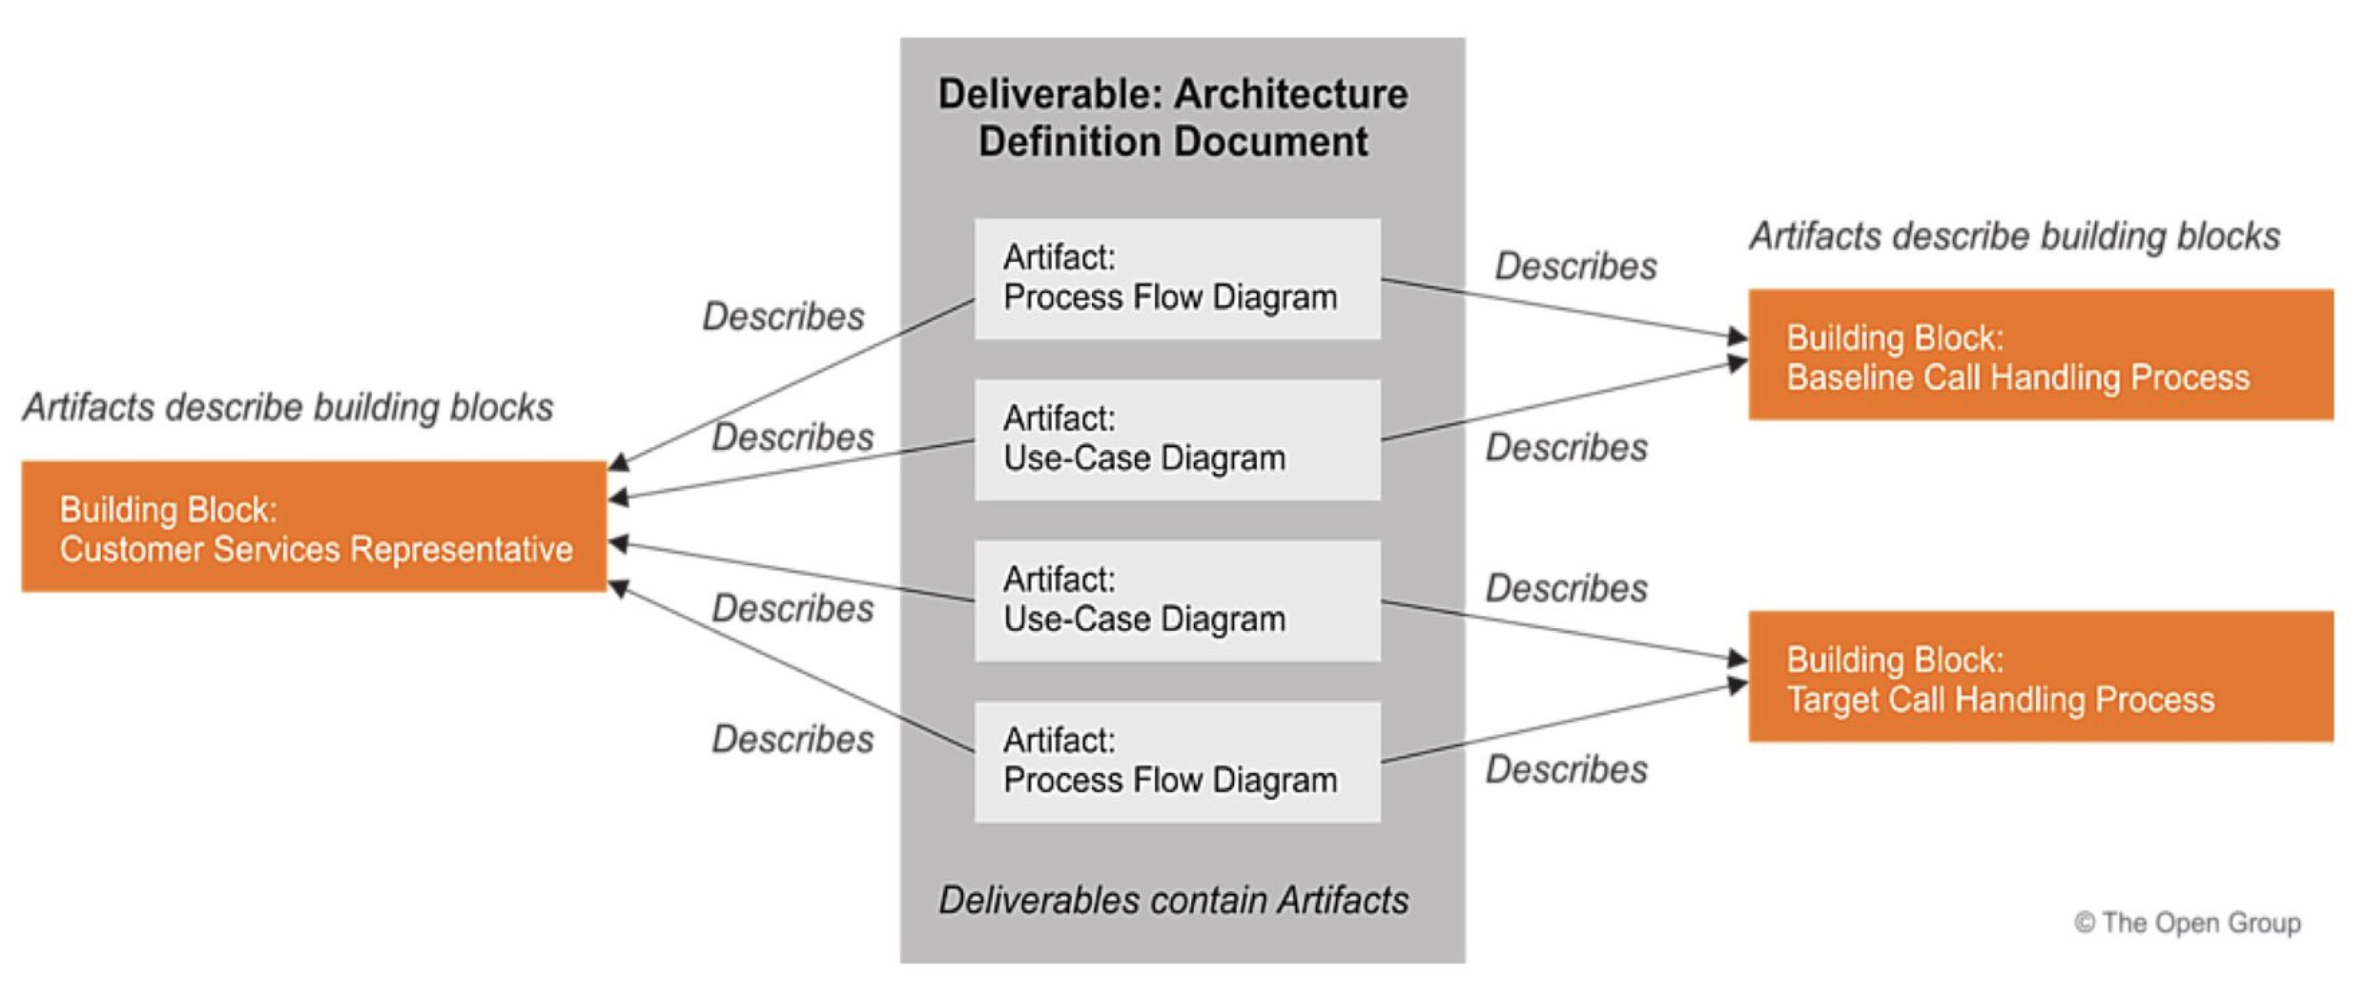 Deliverable: Architecture
Definition Document
Artifact:
Process Flow Diagram
Artifact:
Use-Case Diagram
Artifact:
Use-Case Diagram
Artifact:
Process Flow Diagram
Deliverables contain Artifacts
Describes
Describes
Describes
Describes
Artifacts describe building blocks
Building Block:
Customer Services Representative
Describes
Describes
Describes
Describes
Artifacts describe building blocks
Building Block:
Baseline Call Handling Process
Building Block:
Target Call Handling Process
© The Open Group